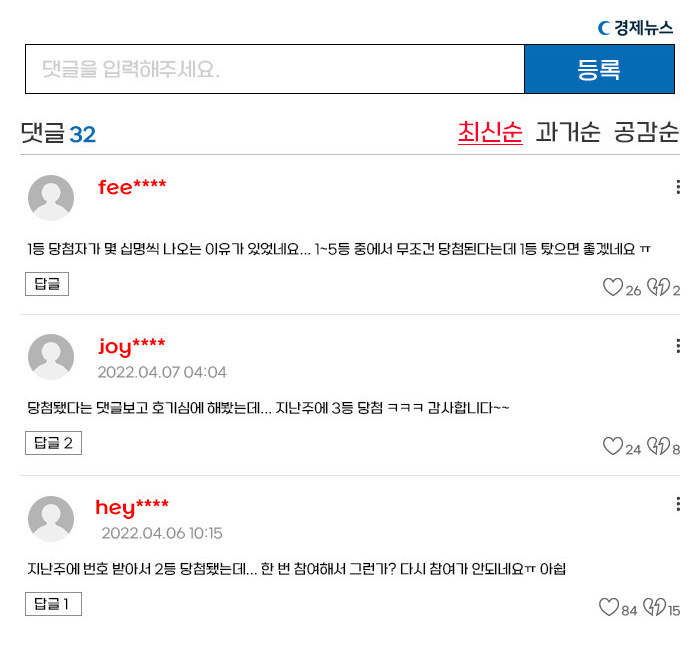 경제뉴스
댓글을 입력해주세요.
등록
댓글 32
최신순 과거순 공감순
fee****
1등 당첨자가 몇 십명씩 나오는 이유가 있었네요... 1~5등 중에서 무조건 당첨된다는데 1등 탔으면 좋겠네요 ㅠ
답글
26 2
joy****
2022.04.07 04:04
당첨됐다는 댓글보고 호기심에 해봤는데... 지난주에 3등 당첨 ㅋㅋㅋ 감사합니다~~
답글 2
24 8
hey****
2022.04.06 10:15
지난주에 번호 받아서 2등 당첨됐는데... 한 번 참여해서 그런가? 다시 참여가 안되네요ㅠ 아쉽
답글 1
84 15